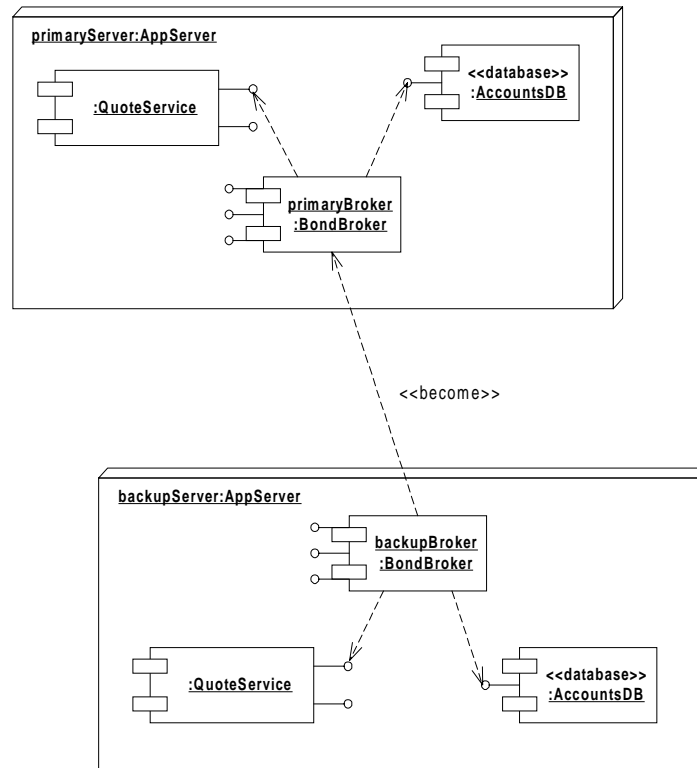 primaryServer:AppServer
<<database>>
:AccountsDB
:QuoteService
primaryBroker
:BondBroker
<<become>>
backupServer:AppServer
backupBroker
:BondBroker
:QuoteService
<<database>>
:AccountsDB